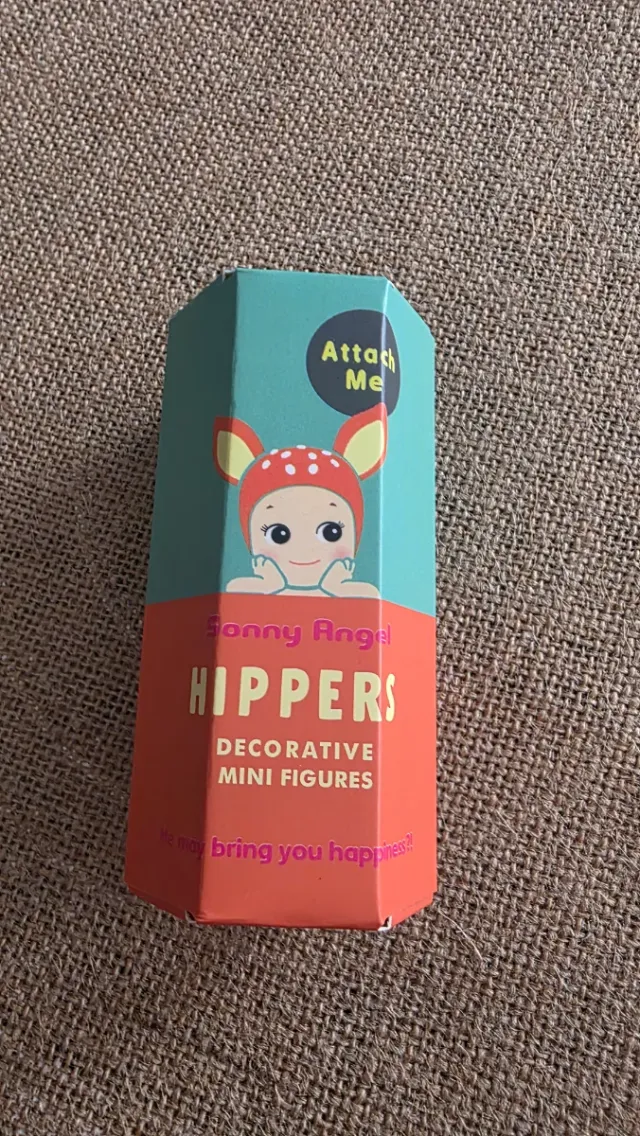 Attach
Me
Sonny Angel
HIPPERS
DECORATIVE
MINI FIGURES
He may bring you happiness?!